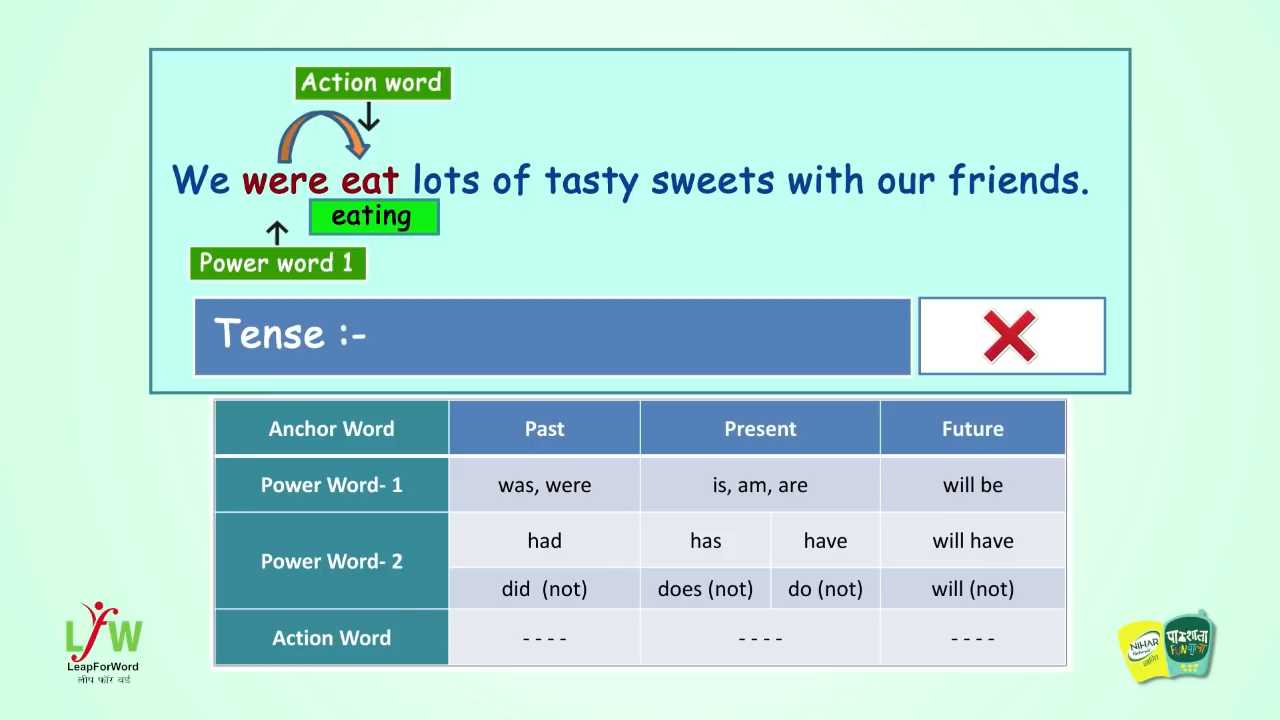 Action word
We were eat lots of tasty sweets with our friends.
eating
Power word 1
Tense :-
Anchor Word Past Present Future
Power Word- 1 was, were is, am, are will be
Power Word- 2 had has have will have
did (not) does (not) do (not) will (not)
Action Word - - - - - - - - - - - -
LFW
LeapForWord
लीप फॉर वर्ड
NIHAR
पाठशाला
FUNवाला